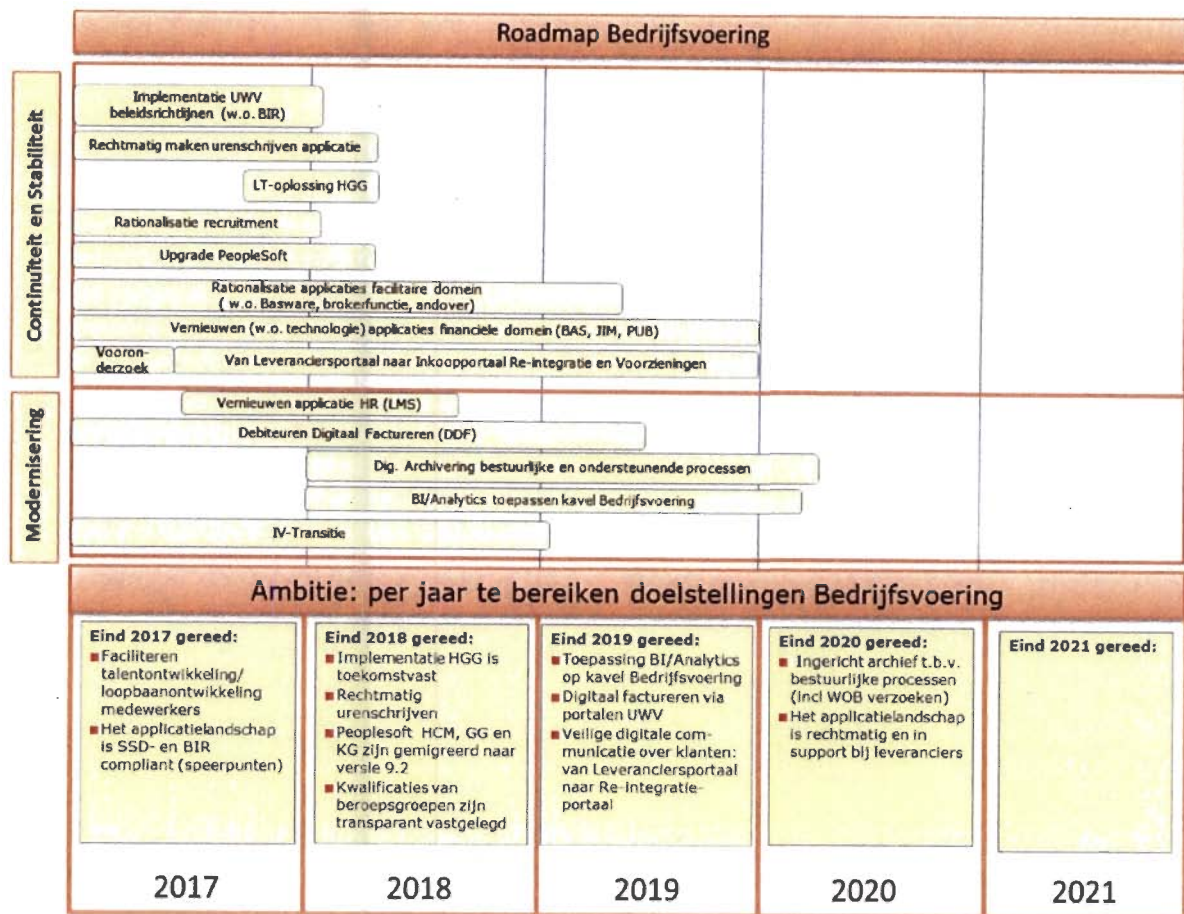 Roadmap Bedrijfsvoering
Continuïteit en Stabiliteit
Implementatie UWV
beleidsrichtlijnen (w.o. BIR)
Rechtmatig maken urenschrijven applicatie
LT-oplossing HGG
Rationalisatie recruitment
Upgrade PeopleSoft
Rationalisatie applicaties facilitaire domein
( w.o. Basware, brokerfunctie, andover)
Vernieuwen (w.o. technologie) applicaties financiële domein (BAS, JIM, PUB)
Vooron-
derzoek
Van Leveranciersportaal naar Inkoopportaal Re-integratie en Voorzieningen
Modernisering
Vernieuwen applicatie HR (LMS)
Debiteuren Digitaal Factureren (DDF)
Dig. Archivering bestuurlijke en ondersteunende processen
BI/Analytics toepassen kavel Bedrijfsvoering
IV-Transitie
Ambitie: per jaar te bereiken doelstellingen Bedrijfsvoering
Eind 2017 gereed:
Faciliteren
talentontwikkeling/
loopbaanontwikkeling
medewerkers
Het applicatielandschap
is SSD- en BIR
compliant (speerpunten)
Eind 2018 gereed:
Implementatie HGG is
toekomstvast
Rechtmatig
urenschrijven
Peoplesoft HCM, GG en
KG zijn gemigreerd naar
versie 9.2
Kwalificaties van
beroepsgroepen zijn
transparant vastgelegd
Eind 2019 gereed:
Toepassing BI/Analytics
op kavel Bedrijfsvoering
Digitaal factureren via
portalen UWV
Veilige digitale com-
municatie over klanten:
van Leveranciersportaal
naar Re-integratie-
portaal
Eind 2020 gereed:
Ingericht archief t.b.v.
bestuurlijke processen
(incl WOB verzoeken)
Het applicatielandschap
is rechtmatig en in
support bij leveranciers
Eind 2021 gereed:
2017
2018
2019
2020
2021